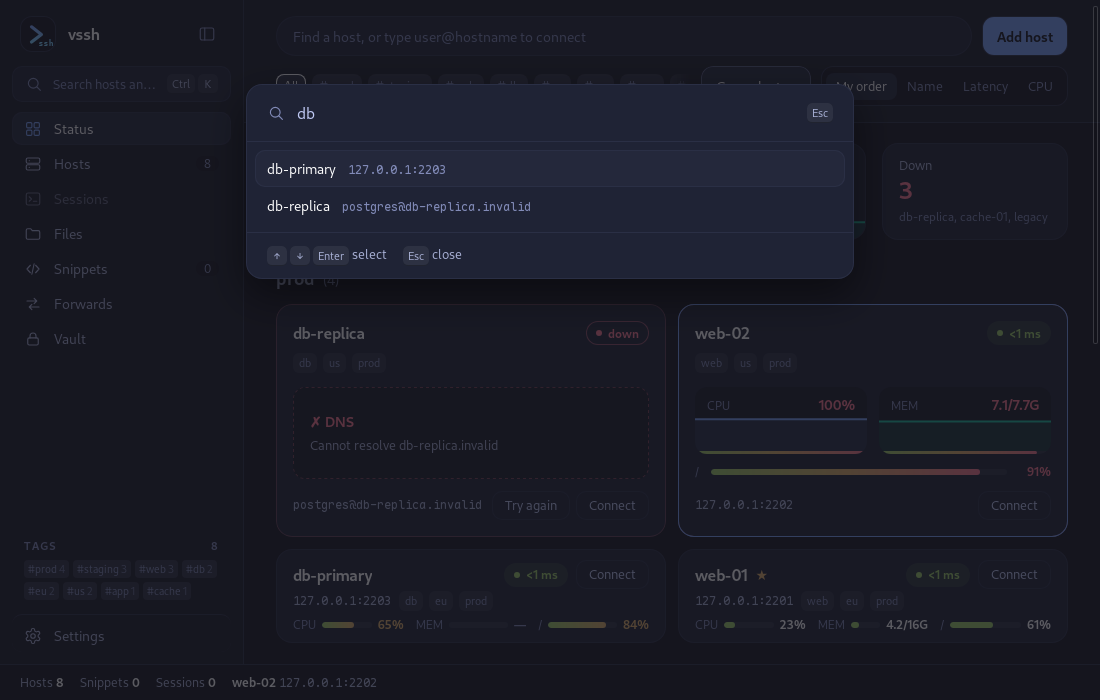 ssh
vssh
Find a host, or type user@hostname to connect
Add host
Search hosts an... Ctrl K
My order Name Latency CPU
db Esc
Status
db-primary 127.0.0.1:2203
Down
3
db-replica, cache-01, legacy
Hosts 8
Sessions
db-replica postgres@db-replica.invalid
Files
↑ ↓ Enter select Esc close
Snippets 0
prod (4)
Forwards
Vault
db-replica down
db us prod
✗ DNS
Cannot resolve db-replica.invalid
postgres@db-replica.invalid Try again Connect
web-02 <1 ms
web us prod
CPU 100% MEM 7.1/7.7G
/ 91%
127.0.0.1:2202 Connect
TAGS 8
#prod 4 #staging 3 #web 3 #db 2
#eu 2 #us 2 #app 1 #cache 1
db-primary <1 ms Connect
127.0.0.1:2203 db eu prod
CPU 65% MEM — / 84%
web-01 ★ <1 ms Connect
127.0.0.1:2201 web eu prod
CPU 23% MEM 4.2/16G / 61%
Settings
Hosts 8 Snippets 0 Sessions 0 web-02 127.0.0.1:2202